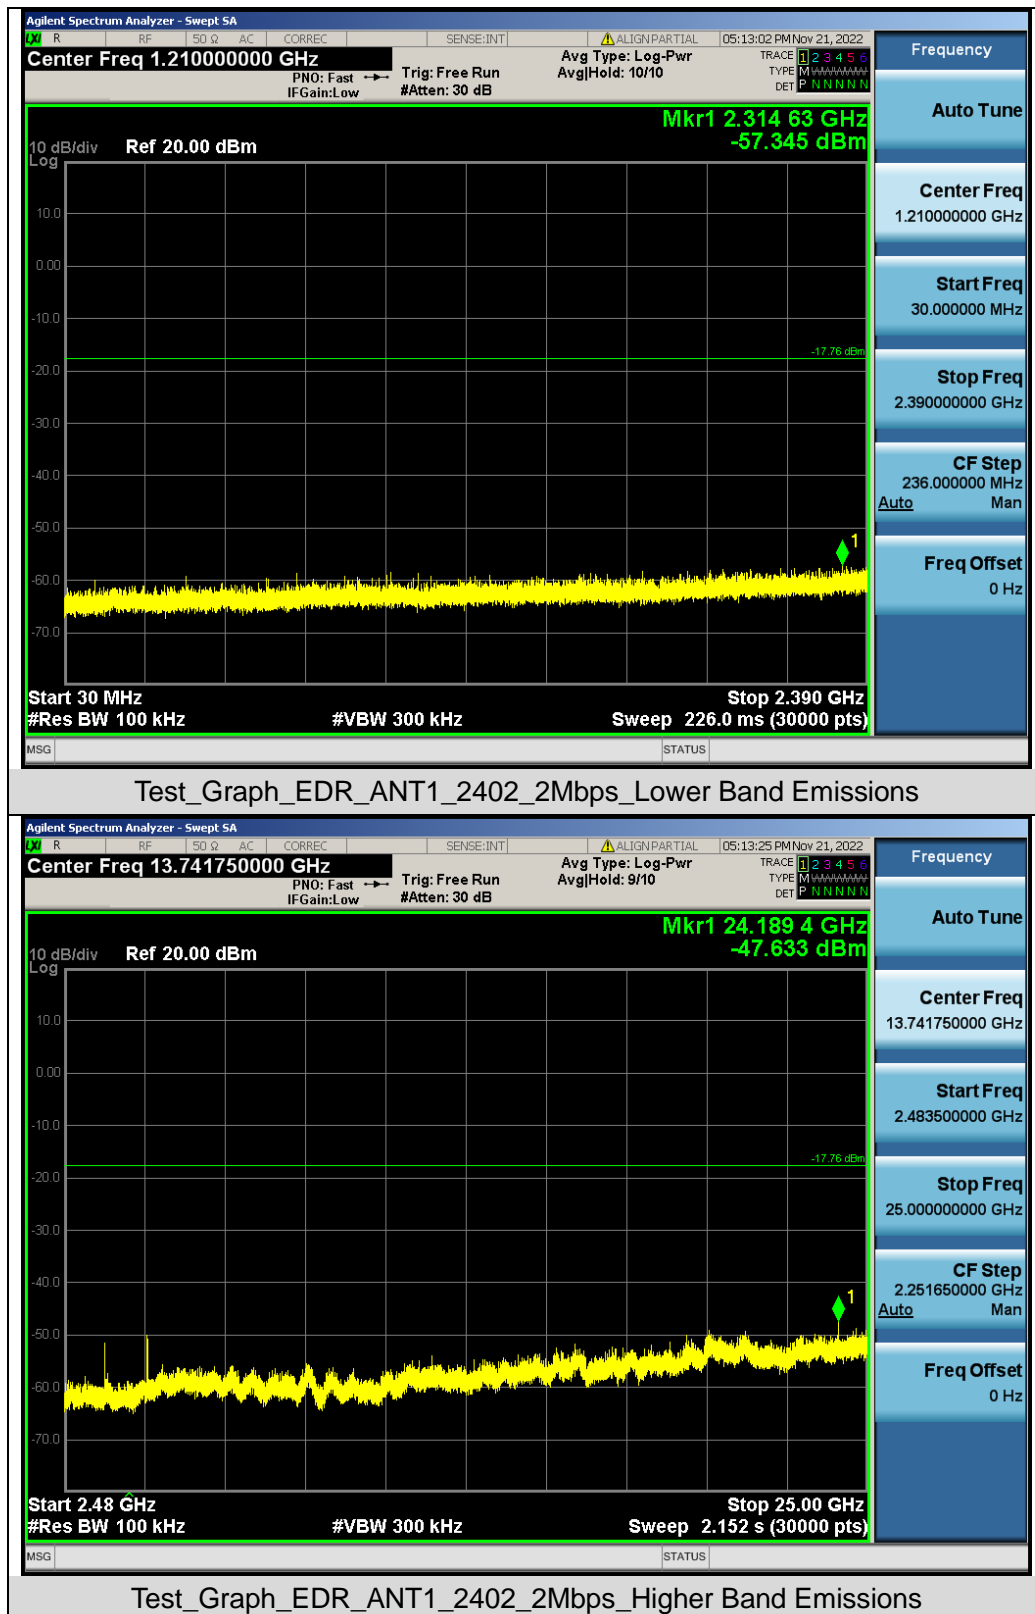 Agilent Spectrum Analyzer - Swept SA
LXI R RF 50 Ω AC CORREC SENSE:INT ALIGN PARTIAL 05:13:02 PM Nov 21, 2022
Center Freq 1.210000000 GHz
PNO: Fast
IFGain:Low
Trig: Free Run
#Atten: 30 dB
Avg Type: Log-Pwr
Avg|Hold: 10/10
TRACE 1 2 3 4 5 6
TYPE M WWWWW
DET P N N N N N
Mkr1 2.314 63 GHz
-57.345 dBm
10 dB/div Ref 20.00 dBm
Log
10.0
0.00
-10.0
-17.76 dBm
-20.0
-30.0
-40.0
-50.0
1
-60.0
-70.0
Start 30 MHz Stop 2.390 GHz
#Res BW 100 kHz #VBW 300 kHz Sweep 226.0 ms (30000 pts)
MSG STATUS
Frequency
Auto Tune
Center Freq
1.210000000 GHz
Start Freq
30.000000 MHz
Stop Freq
2.390000000 GHz
CF Step
236.000000 MHz
Auto Man
Freq Offset
0 Hz
Test_Graph_EDR_ANT1_2402_2Mbps_Lower Band Emissions
Agilent Spectrum Analyzer - Swept SA
LXI R RF 50 Ω AC CORREC SENSE:INT ALIGN PARTIAL 05:13:25 PM Nov 21, 2022
Center Freq 13.741750000 GHz
PNO: Fast
IFGain:Low
Trig: Free Run
#Atten: 30 dB
Avg Type: Log-Pwr
Avg|Hold: 9/10
TRACE 1 2 3 4 5 6
TYPE M WWWWW
DET P N N N N N
Mkr1 24.189 4 GHz
-47.633 dBm
10 dB/div Ref 20.00 dBm
Log
10.0
0.00
-10.0
-17.76 dBm
-20.0
-30.0
-40.0
1
-50.0
-60.0
-70.0
Start 2.48 GHz Stop 25.00 GHz
#Res BW 100 kHz #VBW 300 kHz Sweep 2.152 s (30000 pts)
MSG STATUS
Frequency
Auto Tune
Center Freq
13.741750000 GHz
Start Freq
2.483500000 GHz
Stop Freq
25.000000000 GHz
CF Step
2.251650000 GHz
Auto Man
Freq Offset
0 Hz
Test_Graph_EDR_ANT1_2402_2Mbps_Higher Band Emissions